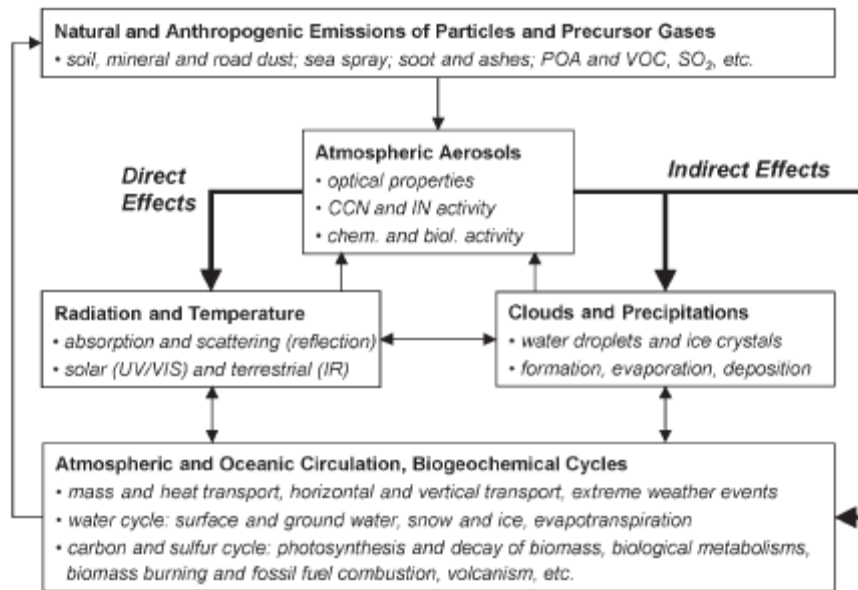 Natural and Anthropogenic Emissions of Particles and Precursor Gases
• soil, mineral and road dust; sea spray; soot and ashes; POA and VOC, SO₂, etc.
Direct
Effects
Atmospheric Aerosols
• optical properties
• CCN and IN activity
• chem. and biol. activity
Indirect Effects
Radiation and Temperature
• absorption and scattering (reflection)
• solar (UV/VIS) and terrestrial (IR)
Clouds and Precipitations
• water droplets and ice crystals
• formation, evaporation, deposition
Atmospheric and Oceanic Circulation, Biogeochemical Cycles
• mass and heat transport, horizontal and vertical transport, extreme weather events
• water cycle: surface and ground water, snow and ice, evapotranspiration
• carbon and sulfur cycle: photosynthesis and decay of biomass, biological metabolisms,
biomass burning and fossil fuel combustion, volcanism, etc.